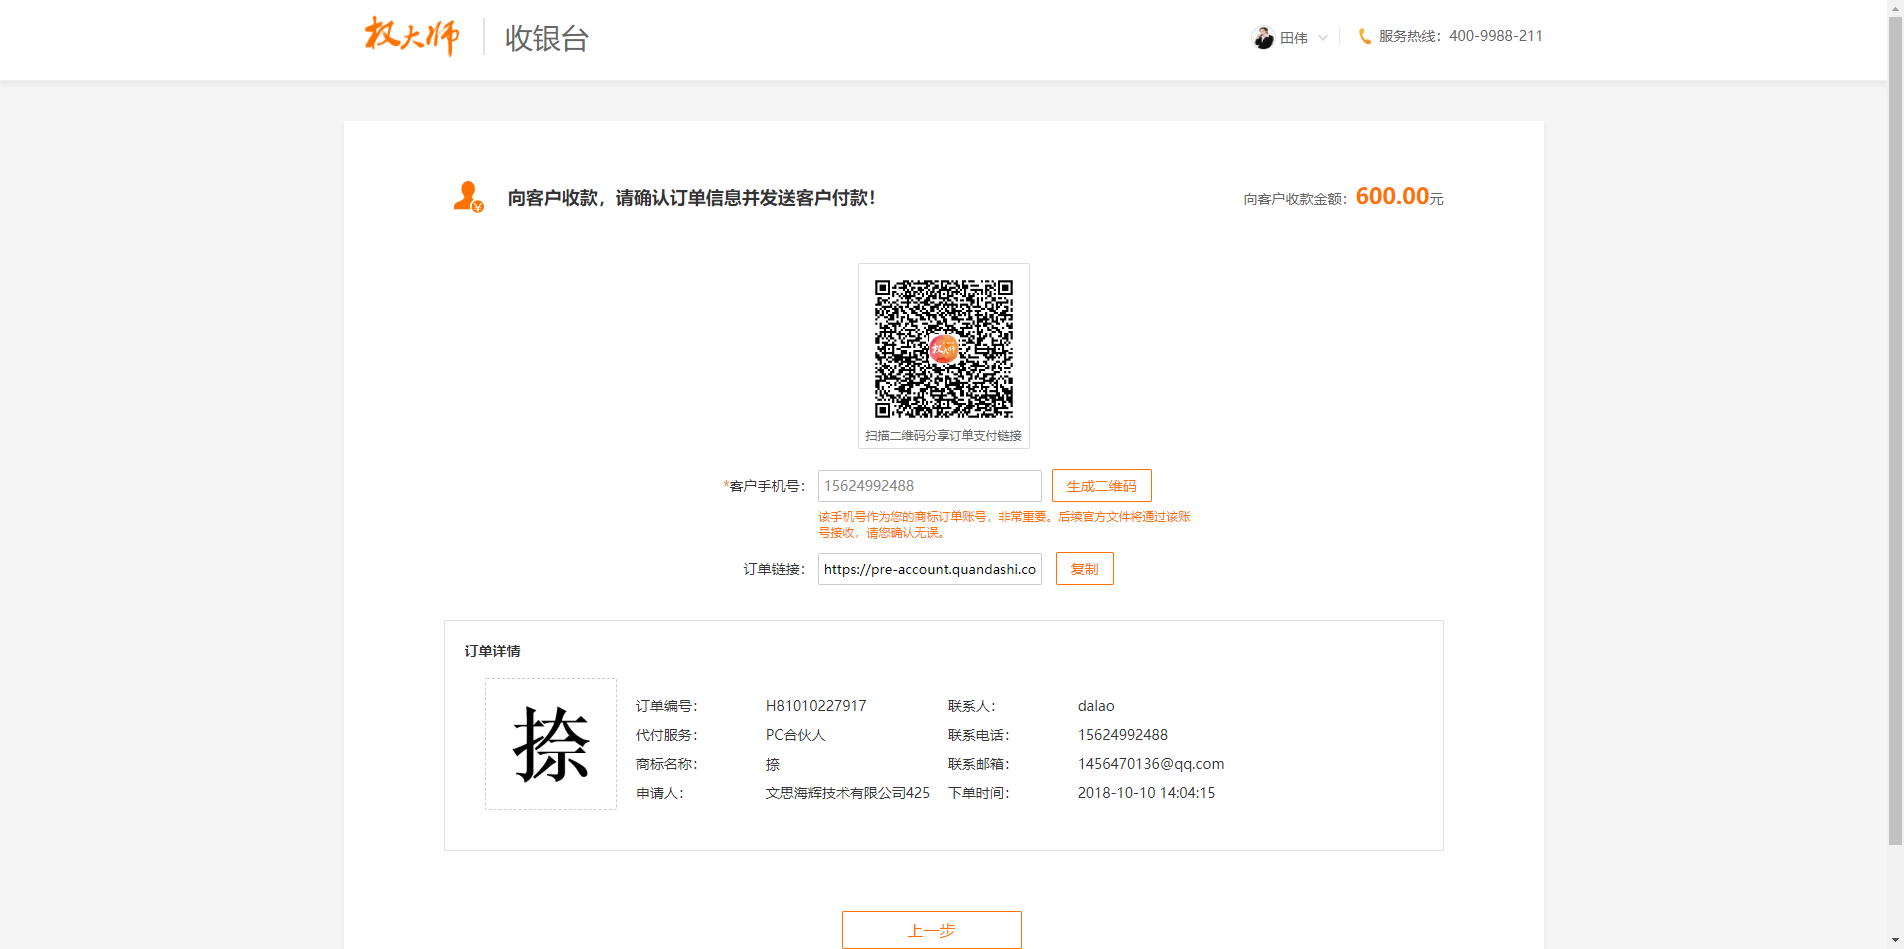 权大师 收银台 田伟 服务热线：400-9988-211
向客户收款，请确认订单信息并发送客户付款！ 向客户收款金额：600.00元
权大师
扫描二维码分享订单支付链接
*客户手机号： 15624992488 生成二维码
该手机号作为您的商标订单账号，非常重要。后续官方文件将通过该账
号接收，请您确认无误。
订单链接： https://pre-account.quandashi.co 复制
订单详情
捺
订单编号： H81010227917 联系人： dalao
代付服务： PC合伙人 联系电话： 15624992488
商标名称： 捺 联系邮箱： 1456470136@qq.com
申请人： 文思海辉技术有限公司425 下单时间： 2018-10-10 14:04:15
上一步